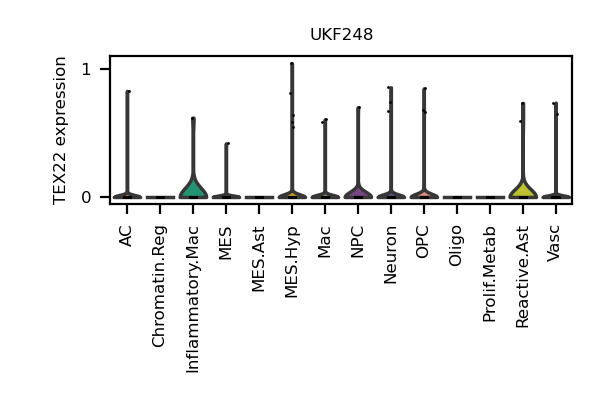 UKF248
TEX22 expression
1
0
AC
Chromatin.Reg
Inflammatory.Mac
MES
MES.Ast
MES.Hyp
Mac
NPC
Neuron
OPC
Oligo
Prolif.Metab
Reactive.Ast
Vasc